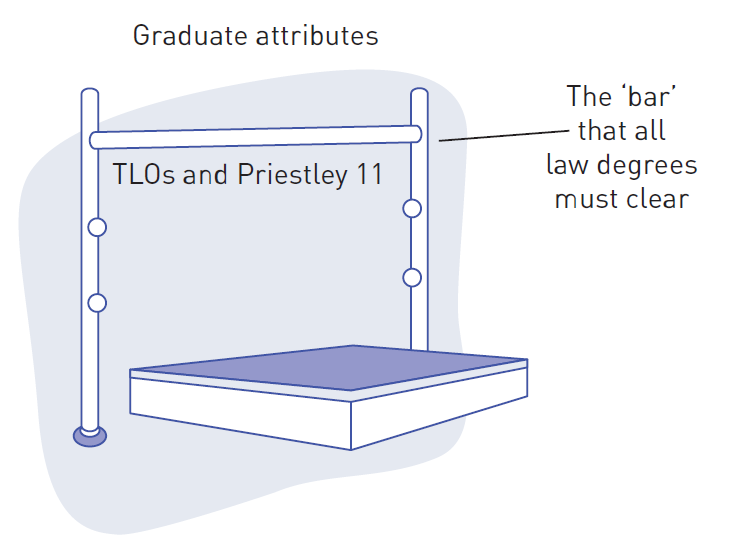 Graduate attributes
The ‘bar’
that all
law degrees
must clear
TLOs and Priestley 11